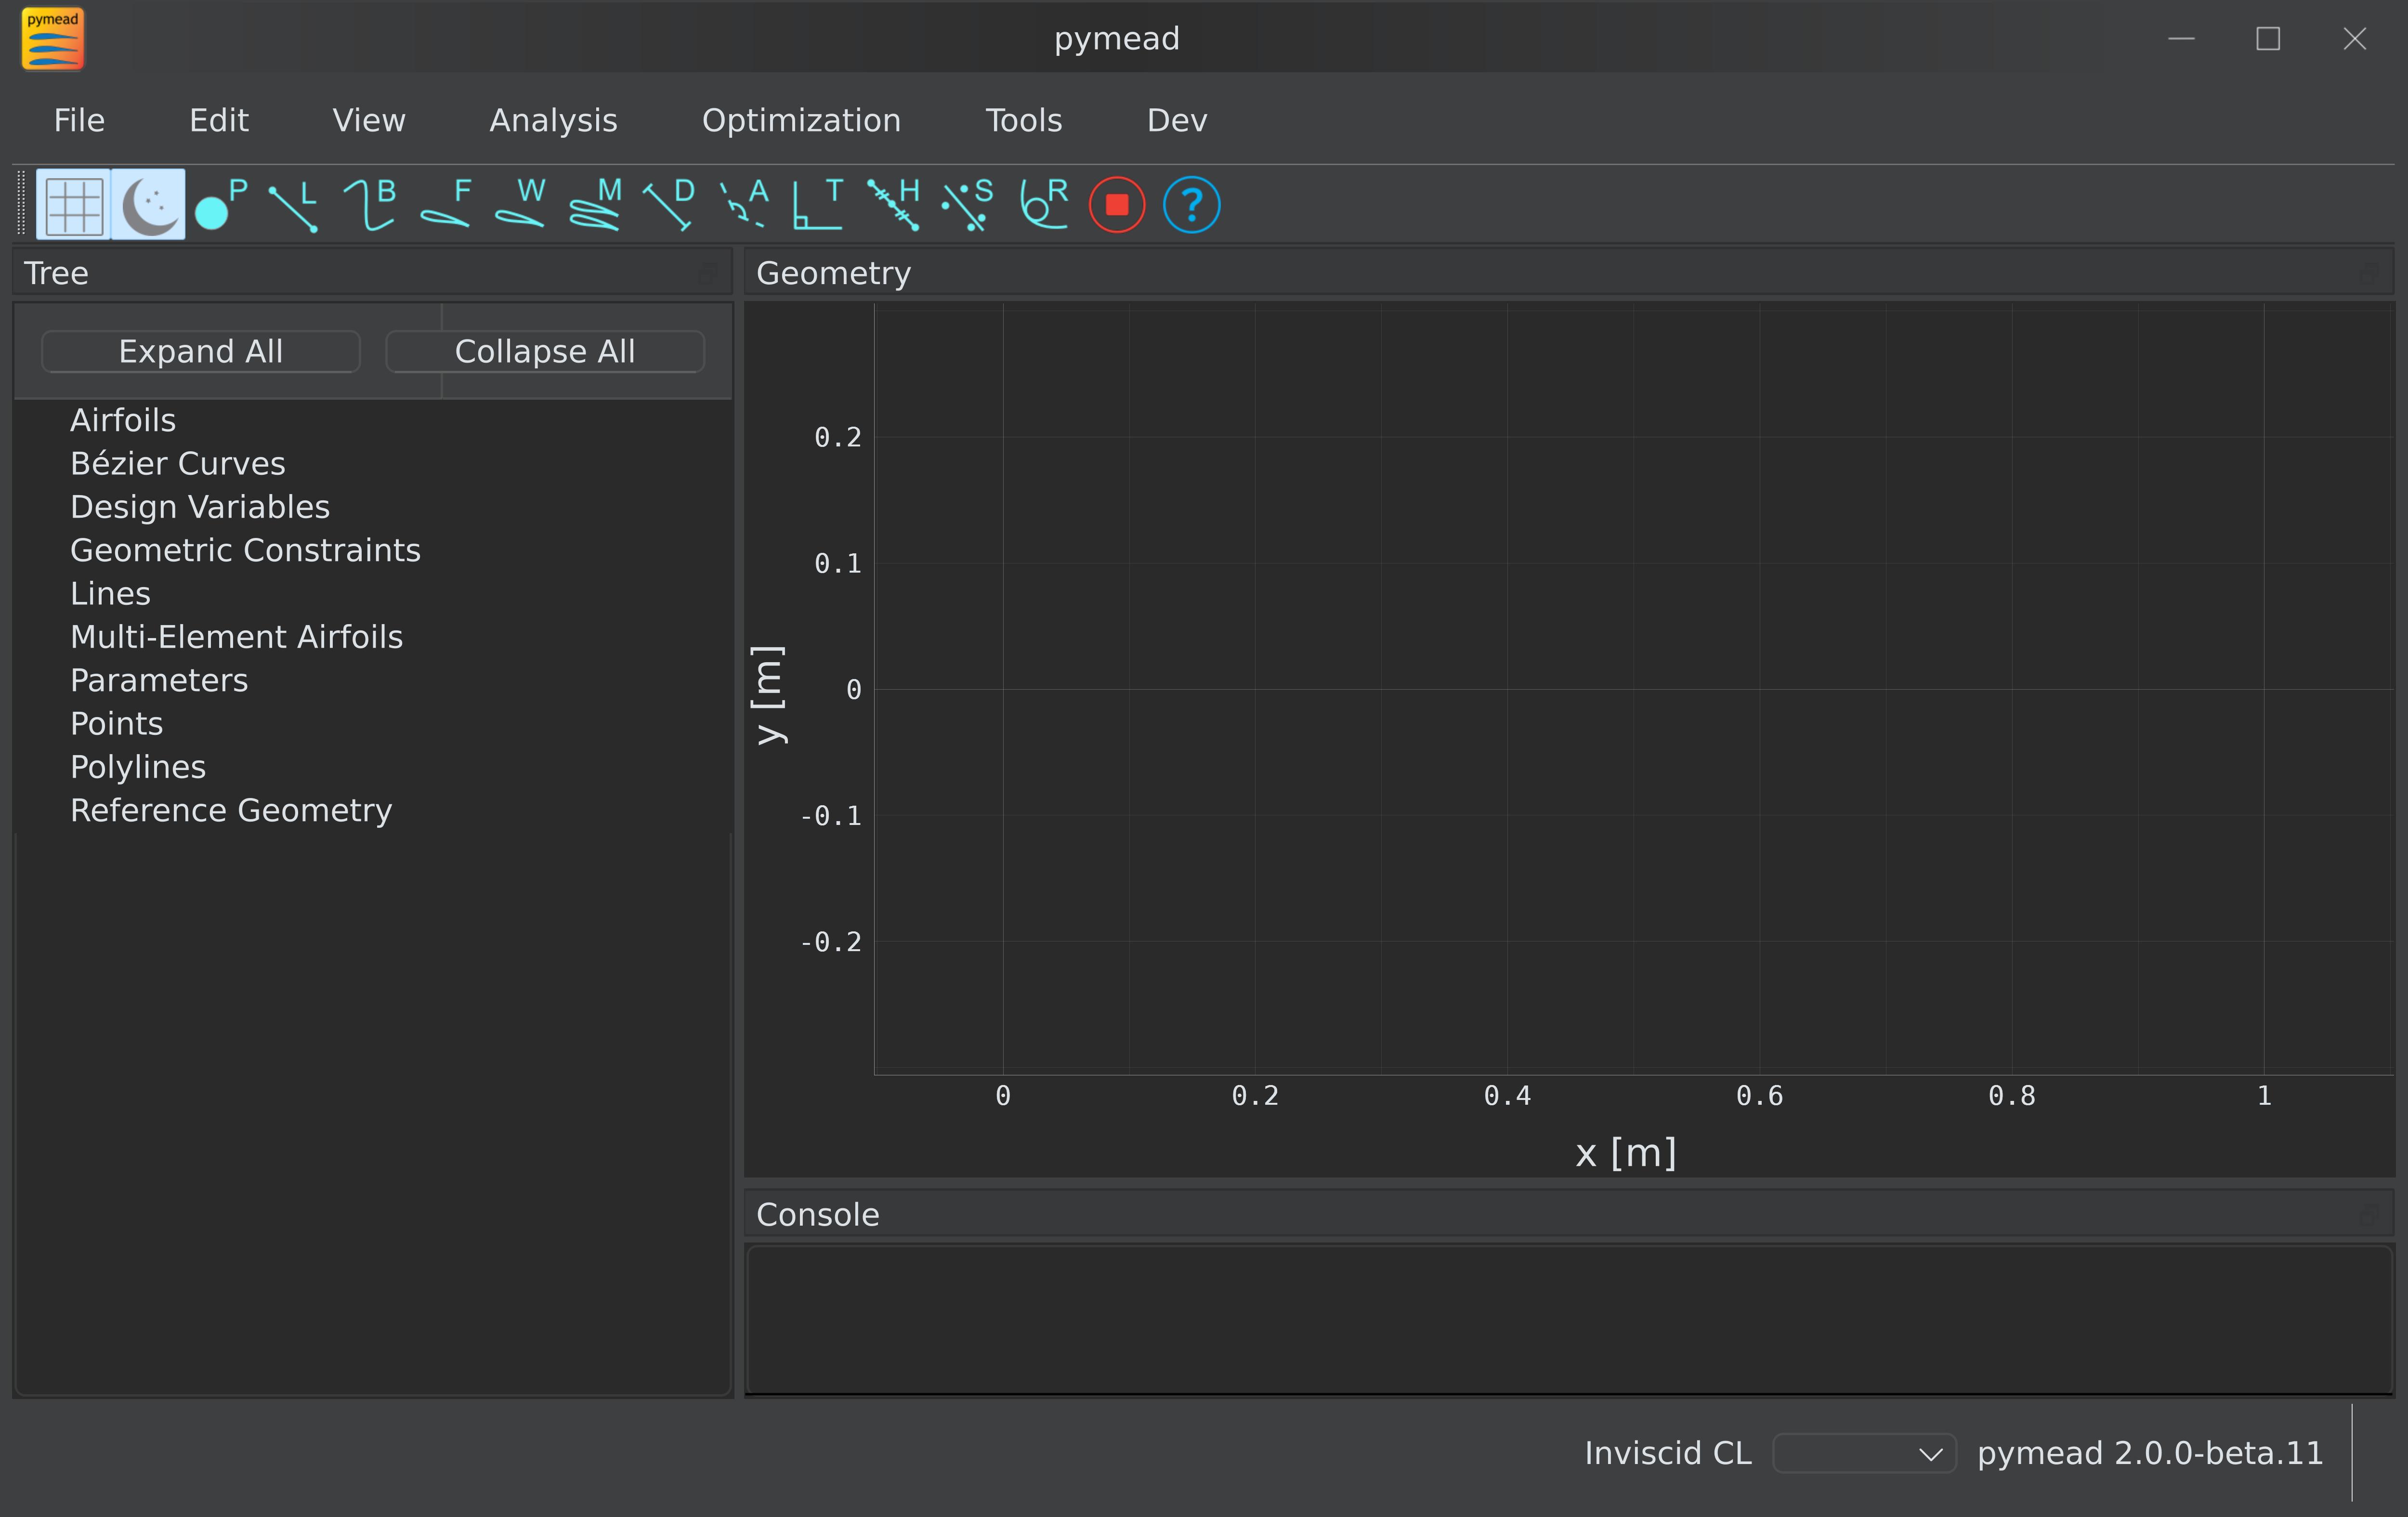 pymead
pymead
File Edit View Analysis Optimization Tools Dev
P L B F W M D A T H S R ?
Tree
Expand All Collapse All
Airfoils
Bézier Curves
Design Variables
Geometric Constraints
Lines
Multi-Element Airfoils
Parameters
Points
Polylines
Reference Geometry
Geometry
0.2
0.1
0
-0.1
-0.2
y [m]
0 0.2 0.4 0.6 0.8 1
x [m]
Console
Inviscid CL pymead 2.0.0-beta.11